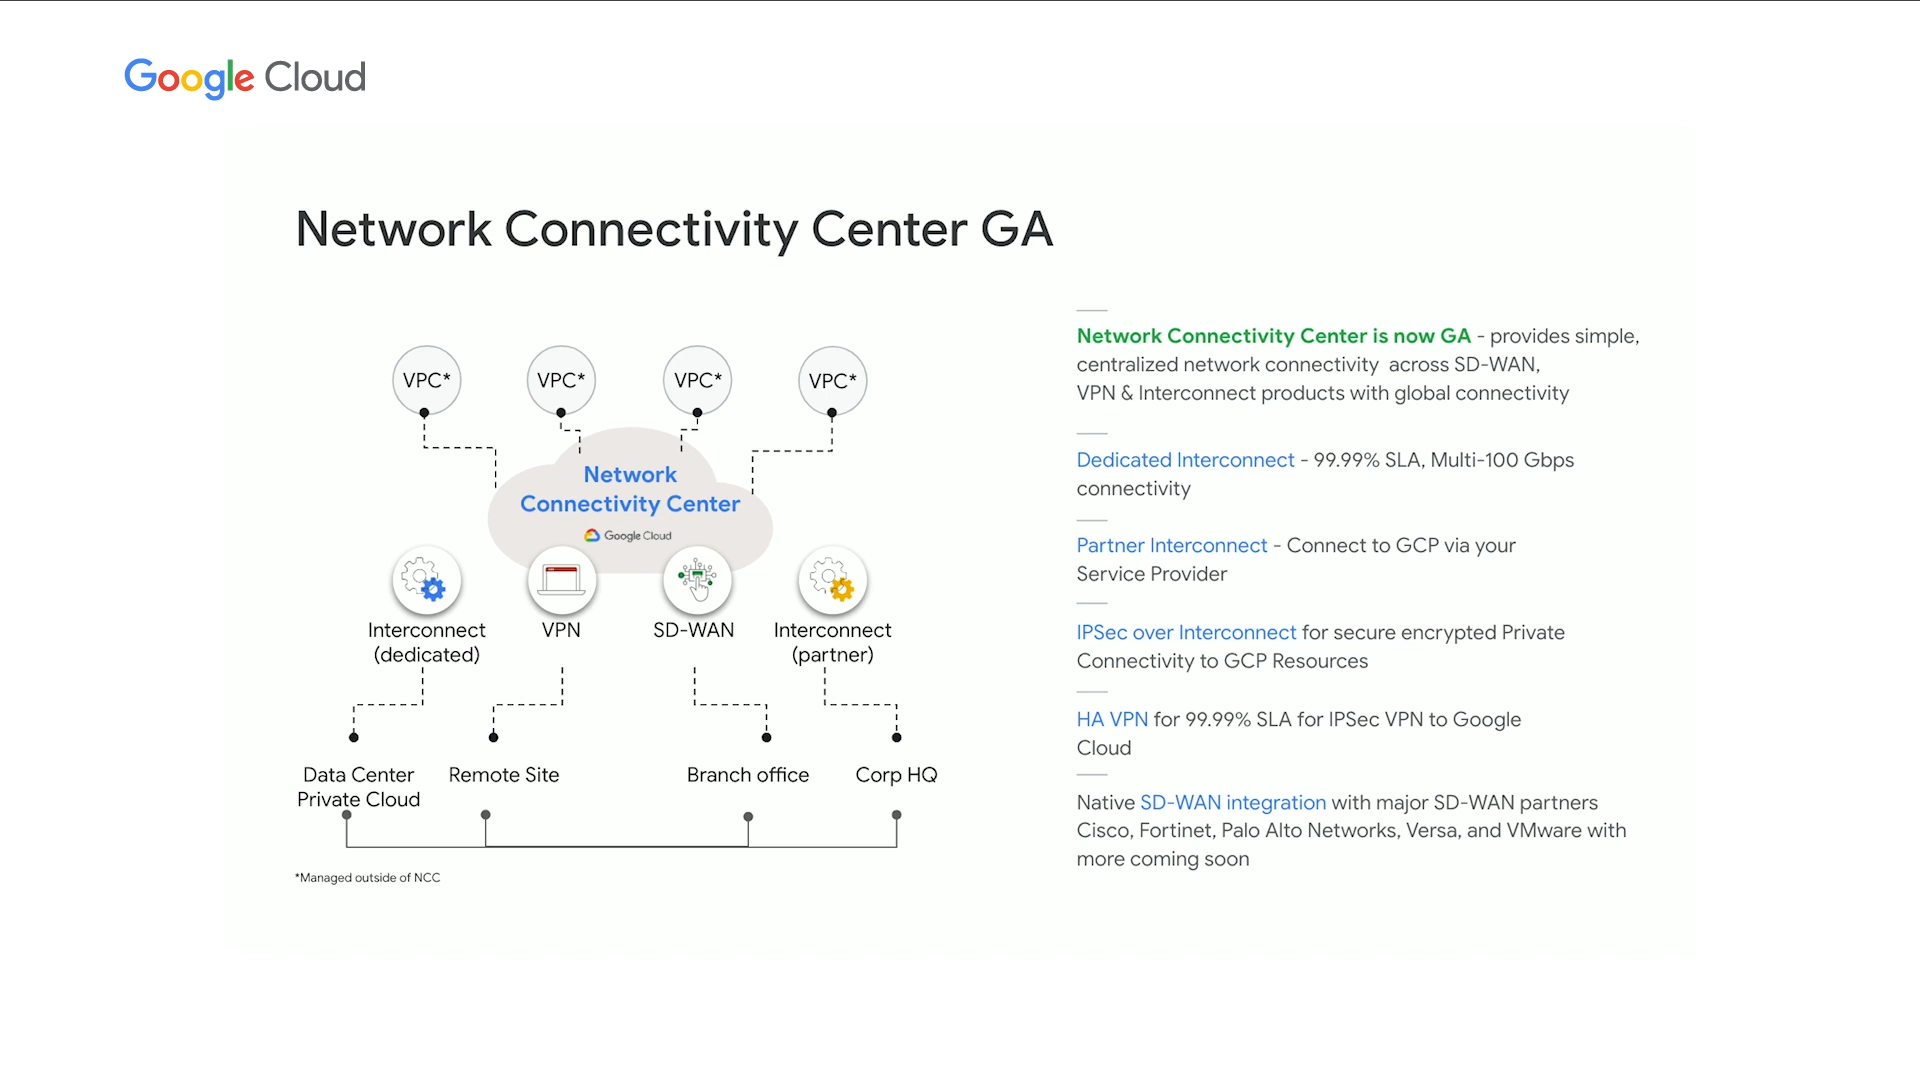 Google Cloud
Network Connectivity Center GA
VPC* VPC* VPC* VPC*
Network
Connectivity Center
Google Cloud
Interconnect
(dedicated)
VPN
SD-WAN
Interconnect
(partner)
Data Center
Private Cloud
Remote Site
Branch office
Corp HQ
*Managed outside of NCC
Network Connectivity Center is now GA - provides simple,
centralized network connectivity across SD-WAN,
VPN & Interconnect products with global connectivity
Dedicated Interconnect - 99.99% SLA, Multi-100 Gbps
connectivity
Partner Interconnect - Connect to GCP via your
Service Provider
IPSec over Interconnect for secure encrypted Private
Connectivity to GCP Resources
HA VPN for 99.99% SLA for IPSec VPN to Google
Cloud
Native SD-WAN integration with major SD-WAN partners
Cisco, Fortinet, Palo Alto Networks, Versa, and VMware with
more coming soon